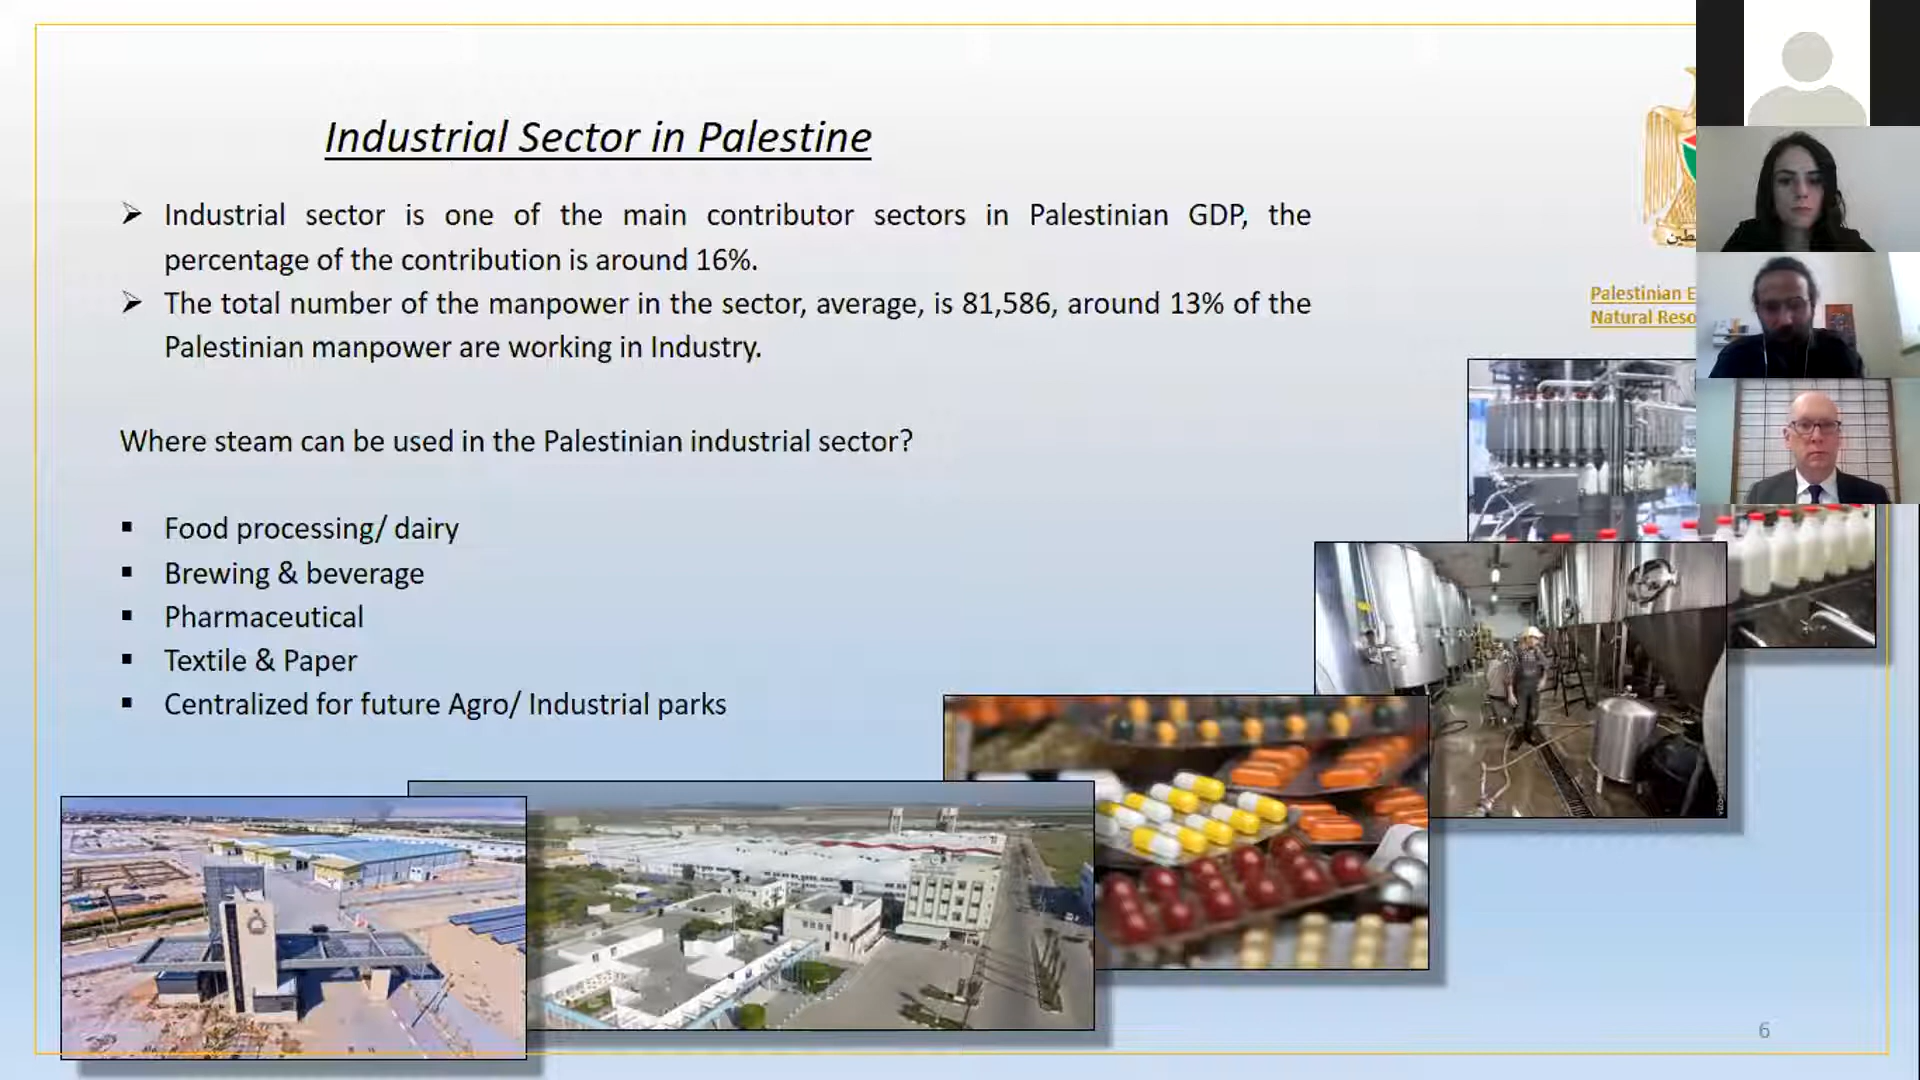 Industrial Sector in Palestine
➢ Industrial sector is one of the main contributor sectors in Palestinian GDP, the
percentage of the contribution is around 16%.
➢ The total number of the manpower in the sector, average, is 81,586, around 13% of the
Palestinian manpower are working in Industry.
Palestinian E
Natural Reso
Where steam can be used in the Palestinian industrial sector?
▪ Food processing/ dairy
▪ Brewing & beverage
▪ Pharmaceutical
▪ Textile & Paper
▪ Centralized for future Agro/ Industrial parks
6